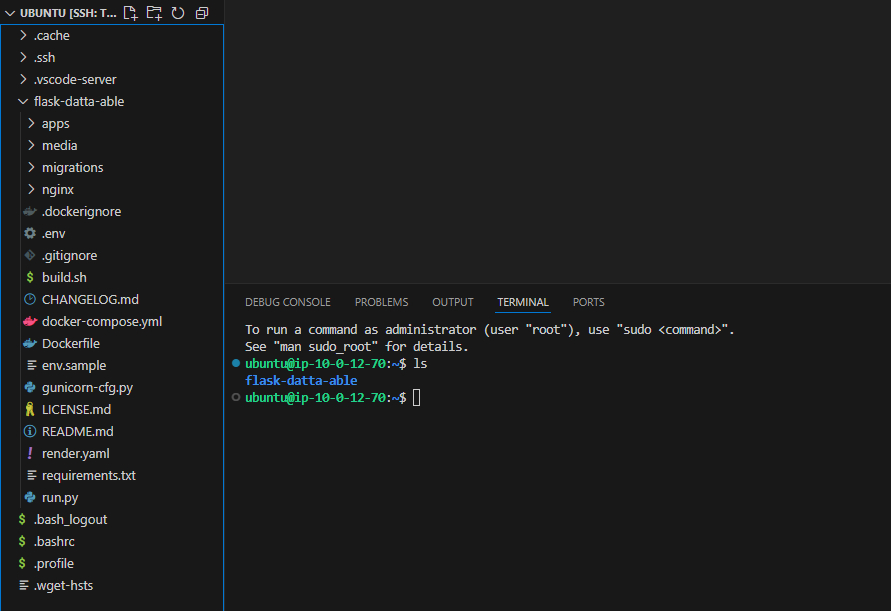 UBUNTU [SSH: T...
.cache
.ssh
.vscode-server
flask-datta-able
apps
media
migrations
nginx
.dockerignore
.env
.gitignore
build.sh
CHANGELOG.md
docker-compose.yml
Dockerfile
env.sample
gunicorn-cfg.py
LICENSE.md
README.md
render.yaml
requirements.txt
run.py
.bash_logout
.bashrc
.profile
.wget-hsts
DEBUG CONSOLE PROBLEMS OUTPUT TERMINAL PORTS
To run a command as administrator (user "root"), use "sudo <command>".
See "man sudo_root" for details.
ubuntu@ip-10-0-12-70:~$ ls
flask-datta-able
ubuntu@ip-10-0-12-70:~$